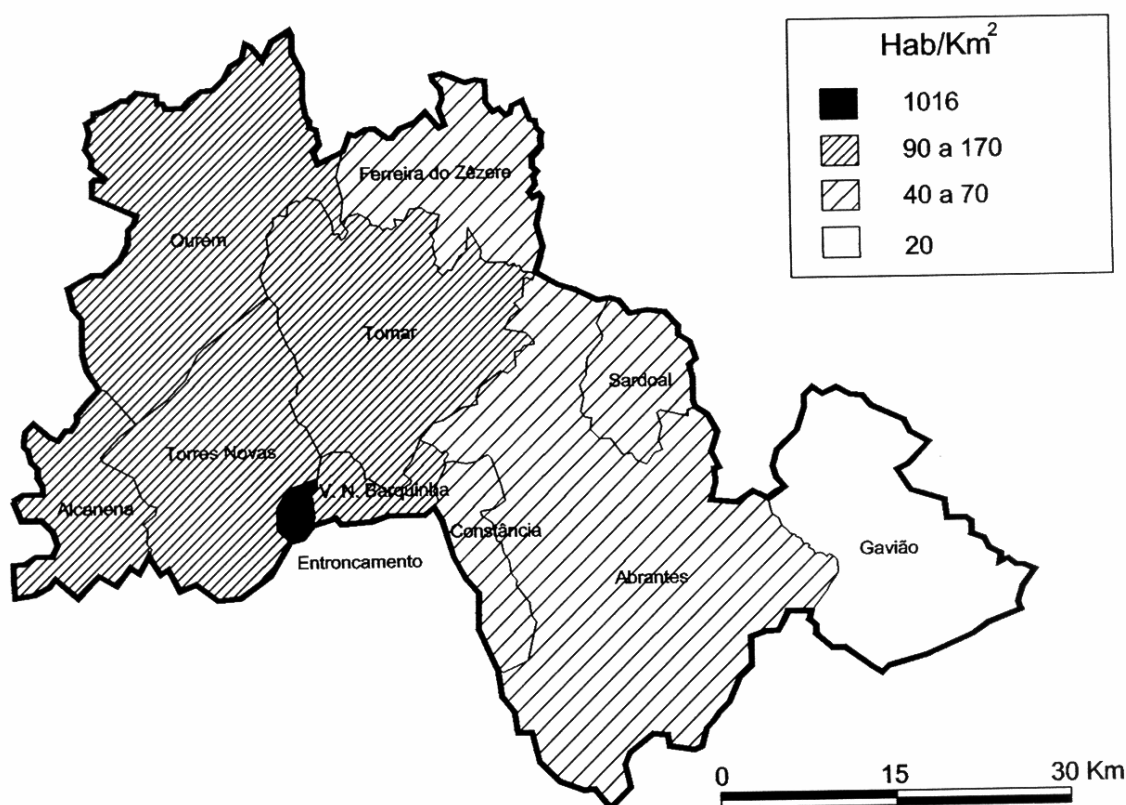 Hab/Km²
1016
90 a 170
40 a 70
20
Ferreira do Zêzere
Ourém
Tomar
Sardoal
Torres Novas
V. N. Barquinha
Alcanena
Constância
Entroncamento
Abrantes
Gavião
0 15 30 Km